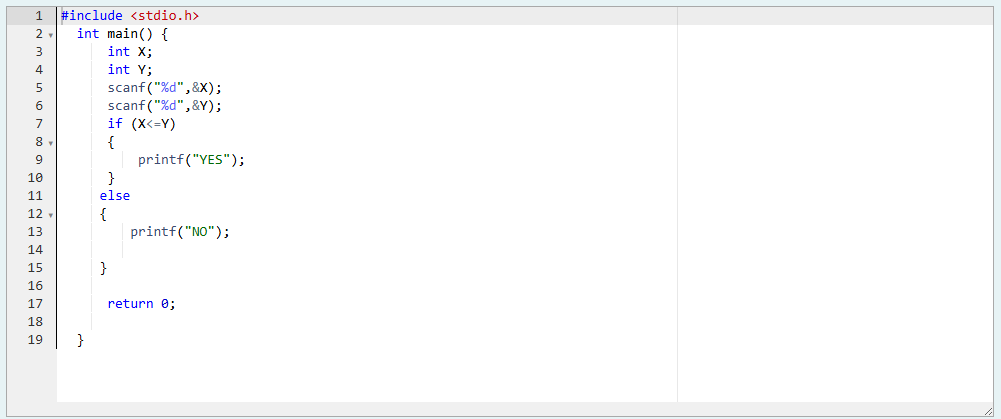 1 #include <stdio.h>
2 int main() {
3 int X;
4 int Y;
5 scanf("%d",&X);
6 scanf("%d",&Y);
7 if (X<=Y)
8 {
9 printf("YES");
10 }
11 else
12 {
13 printf("NO");
14
15 }
16
17 return 0;
18
19 }